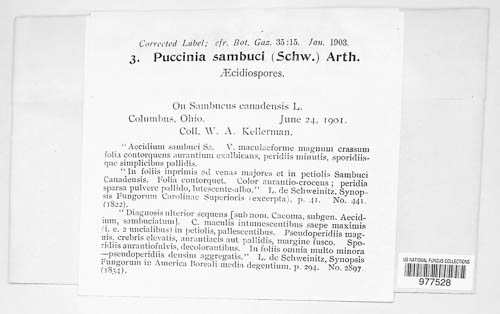 Corrected Label; cfr. Bot. Gaz. 35:15. Jan. 1903.
3. Puccinia sambuci (Schw.) Arth.
Æcidiospores.
On Sambucus canadensis L.
Columbus, Ohio. June 24, 1901.
Coll. W. A. Kellerman.
"Aecidium sambuci Sz. V. maculaeforme magnum crassum
folia contorquens aurantium exalbicans, peridiis minutis, sporidiis-
que simplicibus pallidis.
"In foliis inprimis ad venas majores et in petiolis Sambuci
Canadensis. Folia contorquet. Color aurantio-croceus; peridia
sparsa pulvere pallido, lutescente-albo." L. de Schweinitz, Synop-
sis Fungorum Carolinae Superioris (excerpta), p. 41. No. 441.
(1822).
"Diagnosis ulterior sequens [sub nom. Caeoma, subgen. Aecid-
ium, sambuciatum]. C. maculis intumescentibus saepe maximis
(i. e. 2 uncialibus) in petiolis, pallescentibus. Pseudoperidiis mag-
nis, crebris elevatis, aurantiacis aut pallidis, margine fusco. Spo-
ridiis aurantiofulvis, decolorantibus. In foliis omnia multo minora
—pseudoperidiis densim aggregatis." L. de Schweinitz, Synopsis
Fungorum in America Boreali media degentium, p. 294. No. 2897.
(1834).
US NATIONAL FUNGUS COLLECTIONS
977528